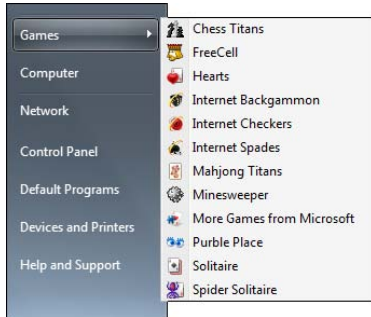 Games
Computer
Network
Control Panel
Default Programs
Devices and Printers
Help and Support
Chess Titans
FreeCell
Hearts
Internet Backgammon
Internet Checkers
Internet Spades
Mahjong Titans
Minesweeper
More Games from Microsoft
Purble Place
Solitaire
Spider Solitaire